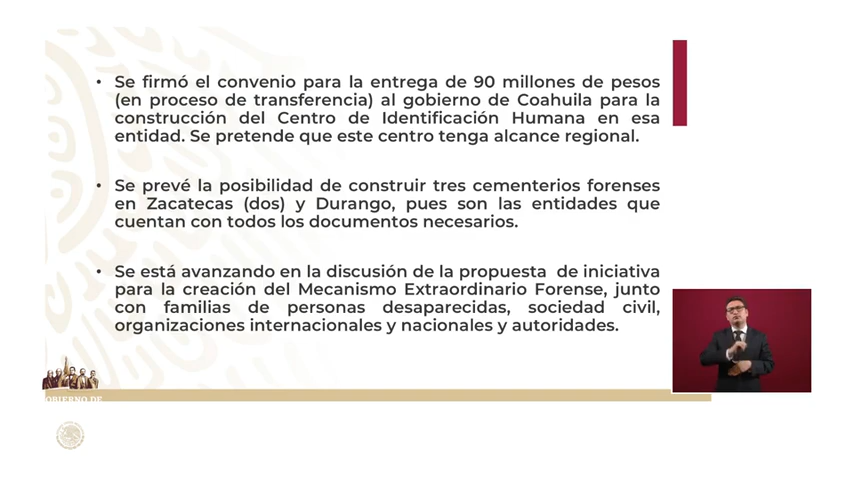 • Se firmó el convenio para la entrega de 90 millones de pesos
(en proceso de transferencia) al gobierno de Coahuila para la
construcción del Centro de Identificación Humana en esa
entidad. Se pretende que este centro tenga alcance regional.
• Se prevé la posibilidad de construir tres cementerios forenses
en Zacatecas (dos) y Durango, pues son las entidades que
cuentan con todos los documentos necesarios.
• Se está avanzando en la discusión de la propuesta de iniciativa
para la creación del Mecanismo Extraordinario Forense, junto
con familias de personas desaparecidas, sociedad civil,
organizaciones internacionales y nacionales y autoridades.
OBIERNO DE